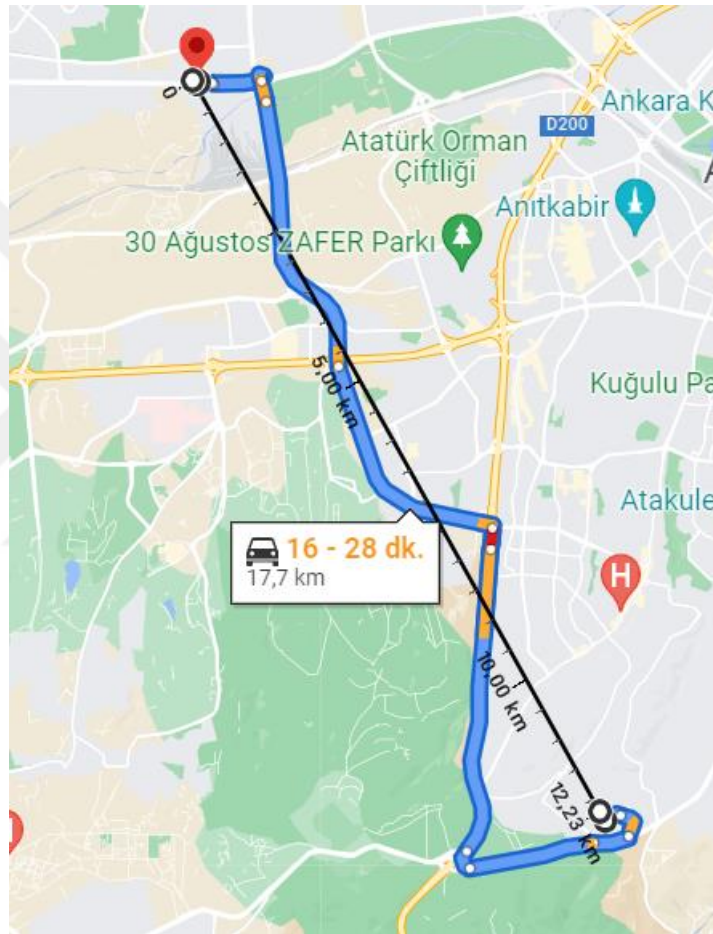 0
Ankara K
D200
Atatürk Orman
Çiftliği
Anıtkabir
30 Ağustos ZAFER Parkı
5,00 km
Kuğulu Pa
Atakule
16 - 28 dk.
17,7 km
H
10,00 km
12,23 km